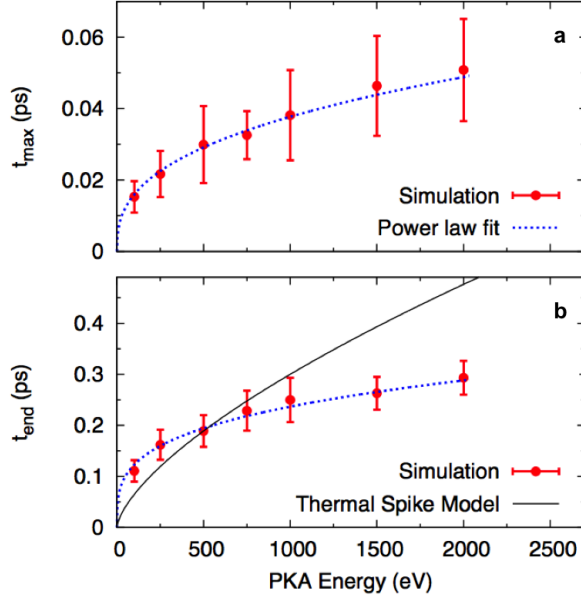 0.06
a
0.04
t_max (ps)
0.02
Simulation
Power law fit
0
b
0.4
0.3
t_end (ps)
0.2
Simulation
0.1
Thermal Spike Model
0
0 500 1000 1500 2000 2500
PKA Energy (eV)